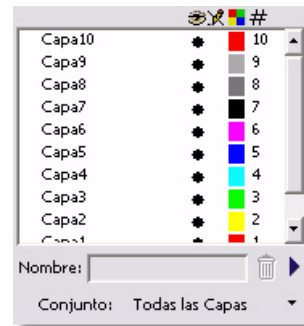 #
Capa10 10
Capa9 9
Capa8 8
Capa7 7
Capa6 6
Capa5 5
Capa4 4
Capa3 3
Capa2 2
Capa1 1
Nombre:
Conjunto: Todas las Capas